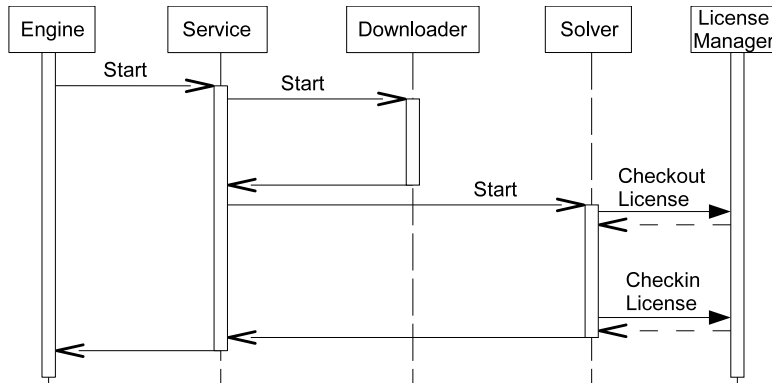 Engine
Service
Downloader
Solver
License
Manager
Start
Start
Start
Checkout
License
Checkin
License